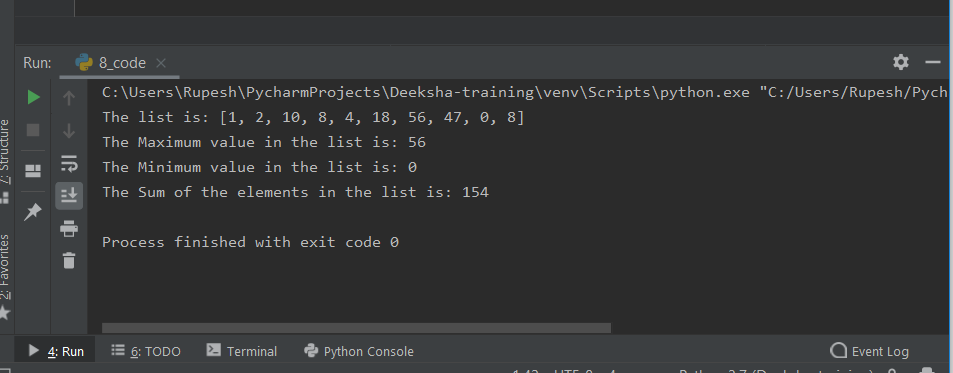 Run: 8_code
C:\Users\Rupesh\PycharmProjects\Deeksha-training\venv\Scripts\python.exe "C:/Users/Rupesh/Pych
The list is: [1, 2, 10, 8, 4, 18, 56, 47, 0, 8]
The Maximum value in the list is: 56
The Minimum value in the list is: 0
The Sum of the elements in the list is: 154
Process finished with exit code 0
7: Structure
2: Favorites
4: Run 6: TODO Terminal Python Console Event Log